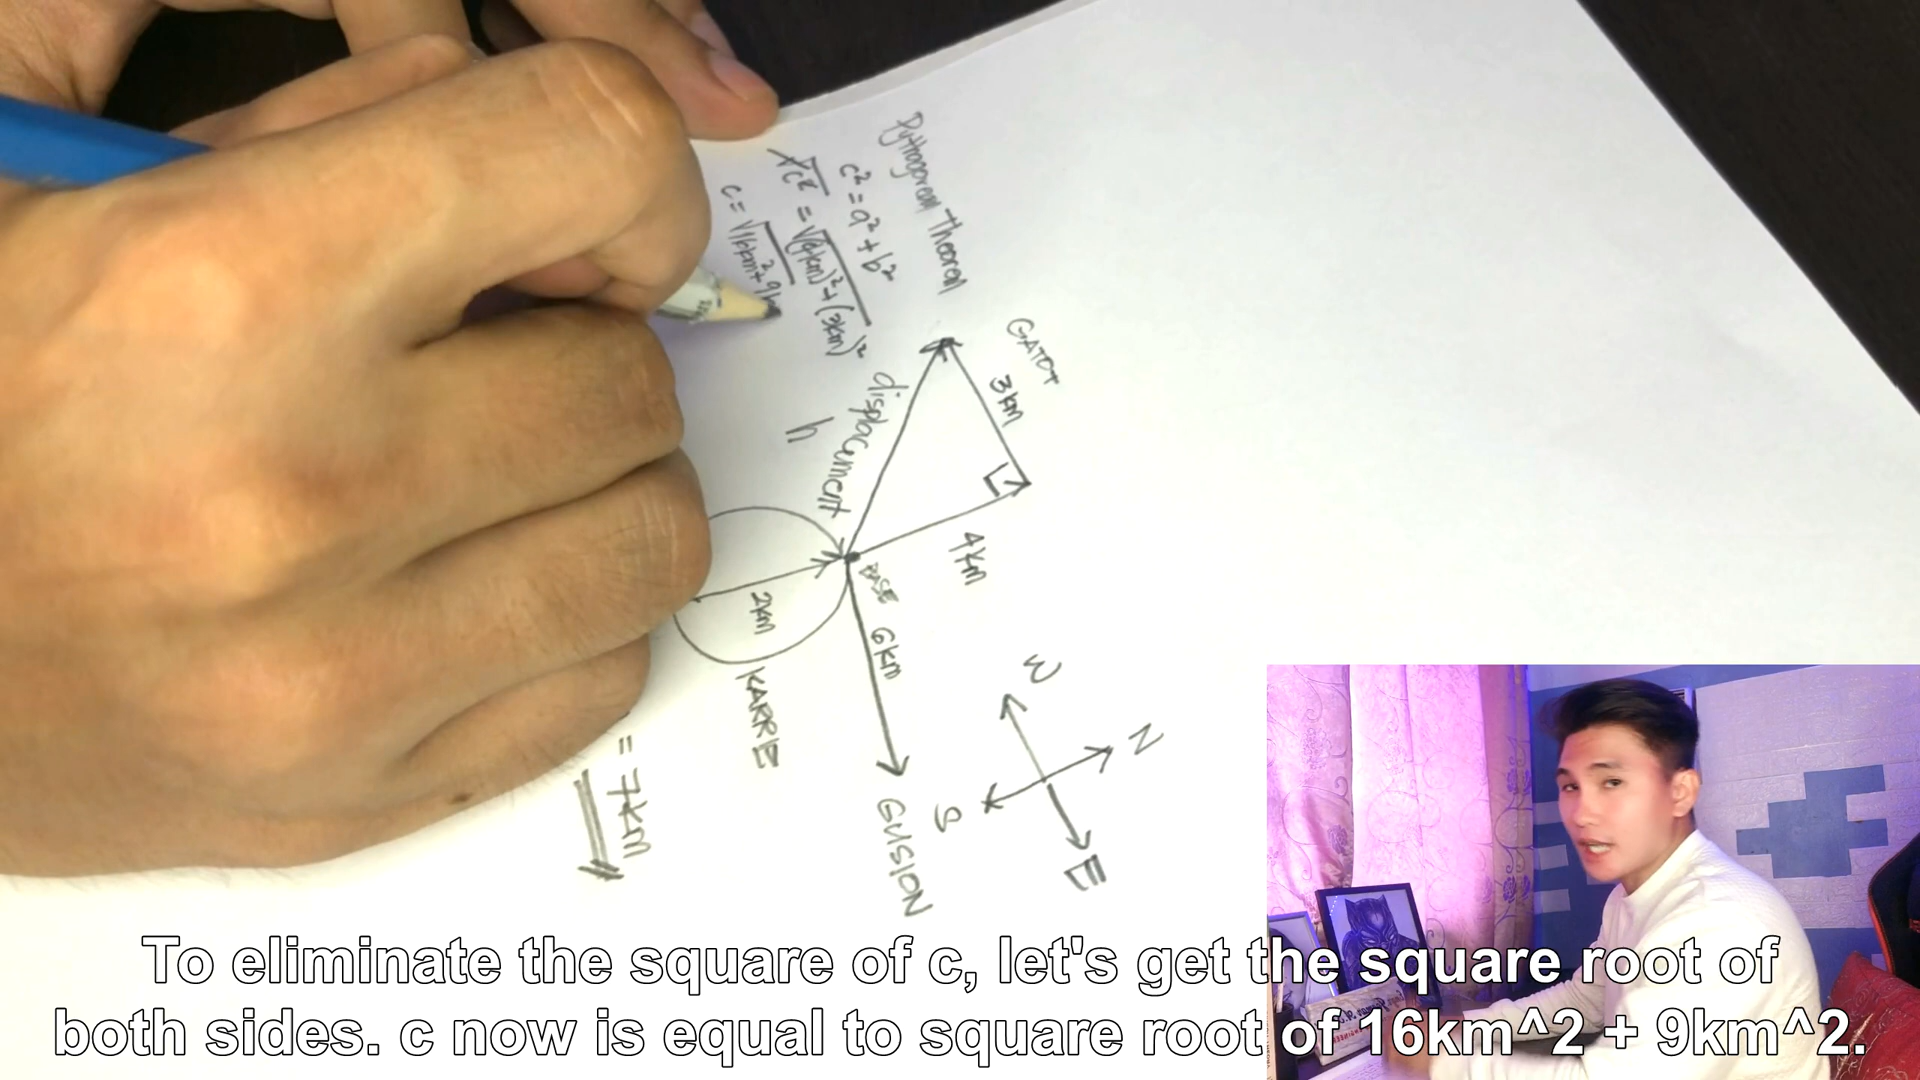 Pythagorean Theorem
c² = a² + b²
√c² = √(4km)² + (3km)²
c = √16km² + 9k
GATOT
3km
displacement
h
4km
BASE
6km
2km
KARRIE
GUSION
W
N
S
E
= 7km
To eliminate the square of c, let's get the square root of
both sides. c now is equal to square root of 16km^2 + 9km^2.